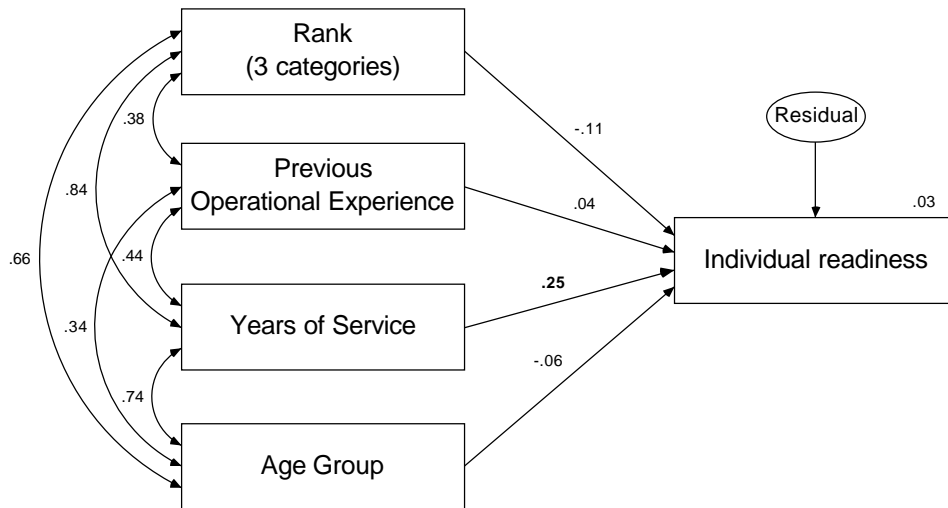 Rank
(3 categories)
Residual
-.11
.38
Previous
Operational Experience
.84
.04
.03
Individual readiness
.66
.44
.25
.34
Years of Service
-.06
.74
Age Group